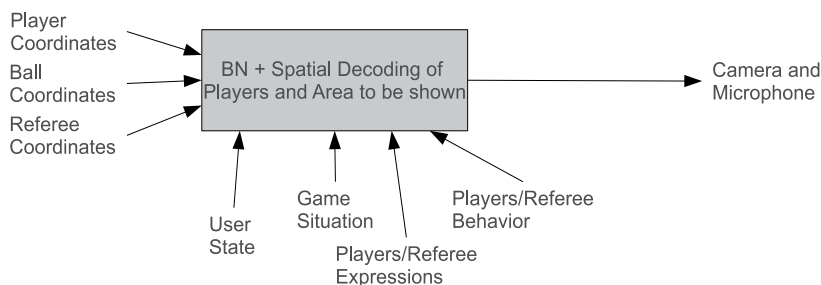 Player
Coordinates
Ball
Coordinates
Referee
Coordinates
BN + Spatial Decoding of
Players and Area to be shown
Camera and
Microphone
User
State
Game
Situation
Players/Referee
Expressions
Players/Referee
Behavior